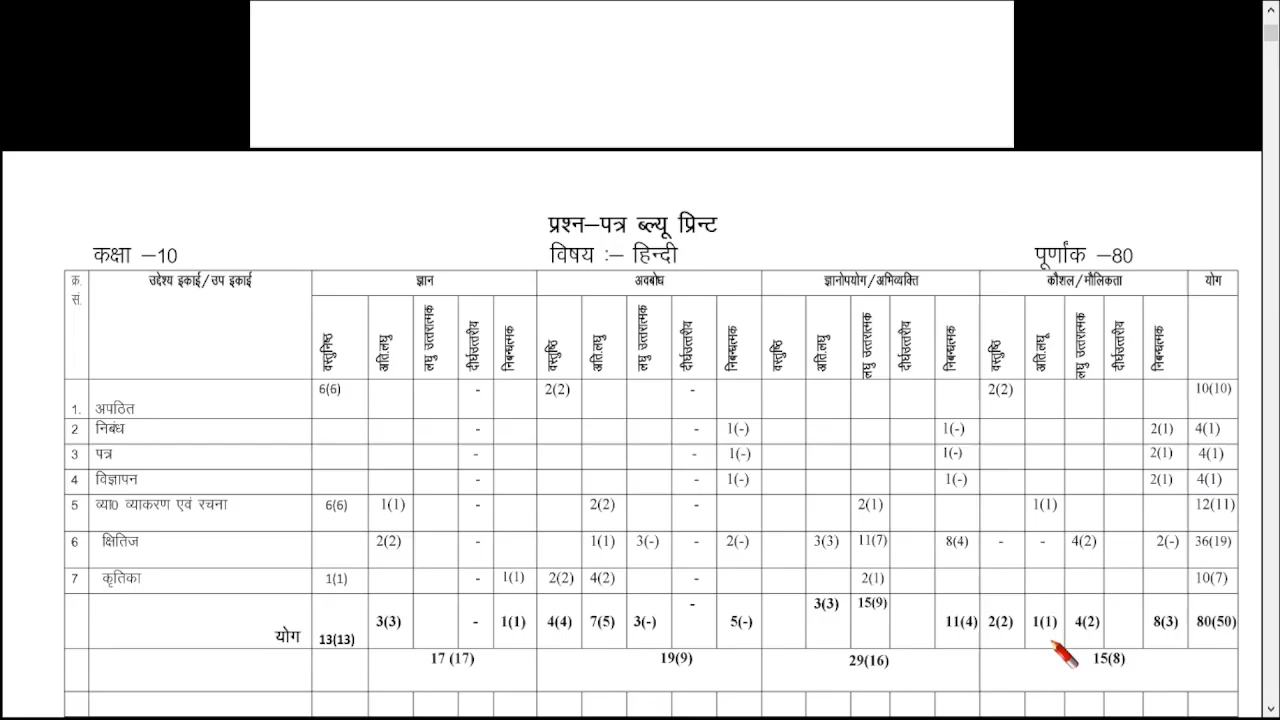 प्रश्न–पत्र ब्ल्यू प्रिन्ट
कक्षा –10 विषय :– हिन्दी पूर्णांक –80
क्र. सं. उद्देश्य इकाई/उप इकाई ज्ञान अवबोध ज्ञानोपयोग/अभिव्यक्ति कौशल/मौलिकता योग
वस्तुनिष्ठ अति.लघु लघु उत्तरात्मक दीर्घउत्तरीय निबन्धात्मक वस्तुष्ठि अति.लघु लघु उत्तरात्मक दीर्घउत्तरीय निबन्धत्मक वस्तुष्ठि अति.लघु लघु उत्तरात्मक दीर्घउत्तरीय निबन्धत्मक वस्तुष्ठि अति.लघू लघु उत्तरात्मक दीर्घउत्तरीय निबन्धत्मक
1. अपठित 6(6) - 2(2) - 2(2) 10(10)
2 निबंघ - - 1(-) 1(-) 2(1) 4(1)
3 पत्र - - 1(-) 1(-) 2(1) 4(1)
4 विज्ञापन - - 1(-) 1(-) 2(1) 4(1)
5 व्या0 व्याकरण एवं रचना 6(6) 1(1) - 2(2) - 2(1) 1(1) 12(11)
6 क्षितिज 2(2) - 1(1) 3(-) - 2(-) 3(3) 11(7) 8(4) - - 4(2) 2(-) 36(19)
7 कृतिका 1(1) - 1(1) 2(2) 4(2) - 2(1) 10(7)
योग 13(13) 3(3) - 1(1) 4(4) 7(5) 3(-) - 5(-) 3(3) 15(9) 11(4) 2(2) 1(1) 4(2) 8(3) 80(50)
17 (17) 19(9) 29(16) 15(8)